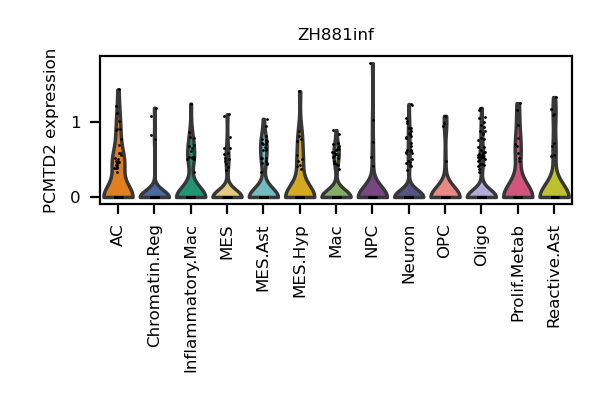 ZH881inf
PCMTD2 expression
1
0
AC
Chromatin.Reg
Inflammatory.Mac
MES
MES.Ast
MES.Hyp
Mac
NPC
Neuron
OPC
Oligo
Prolif.Metab
Reactive.Ast